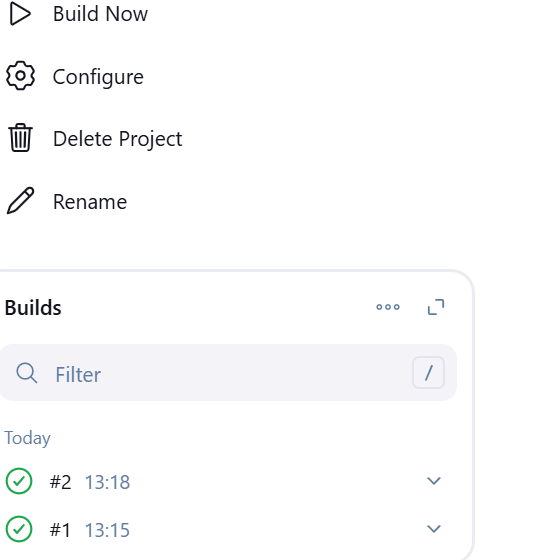 Build Now
Configure
Delete Project
Rename
Builds
Filter /
Today
#2 13:18
#1 13:15